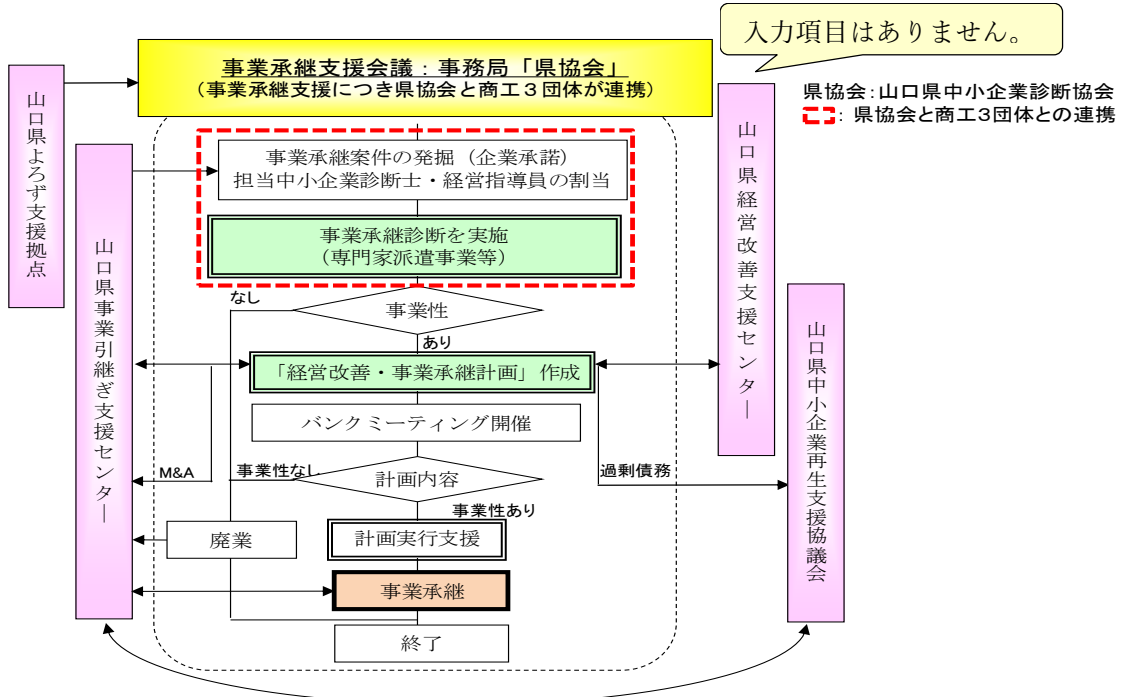 入力項目はありません。
事業承継支援会議：事務局「県協会」
（事業承継支援につき県協会と商工３団体が連携）
県協会：山口県中小企業診断協会
：県協会と商工3団体との連携
山口県よろず支援拠点
山口県事業引継ぎ支援センター
山口県経営改善支援センター
山口県中小企業再生支援協議会
事業承継案件の発掘（企業承諾）
担当中小企業診断士・経営指導員の割当
事業承継診断を実施
（専門家派遣事業等）
なし
事業性
あり
「経営改善・事業承継計画」作成
バンクミーティング開催
M&A
事業性なし
計画内容
過剰債務
事業性あり
廃業
計画実行支援
事業承継
終了